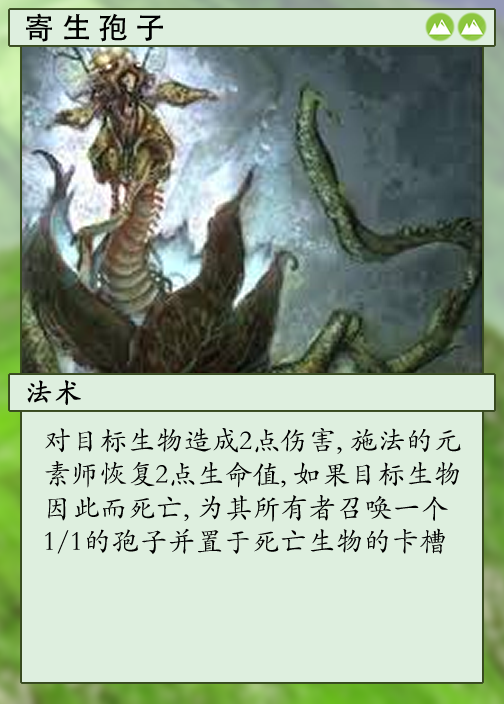 寄生孢子
法术
对目标生物造成2点伤害,施法的元
素师恢复2点生命值,如果目标生物
因此而死亡,为其所有者召唤一个
1/1的孢子并置于死亡生物的卡槽